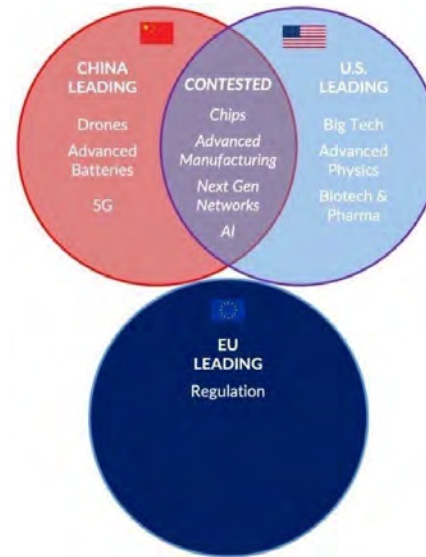 CHINA
LEADING
Drones
Advanced
Batteries
5G
CONTESTED
Chips
Advanced
Manufacturing
Next Gen
Networks
AI
U.S.
LEADING
Big Tech
Advanced
Physics
Biotech &
Pharma
EU
LEADING
Regulation